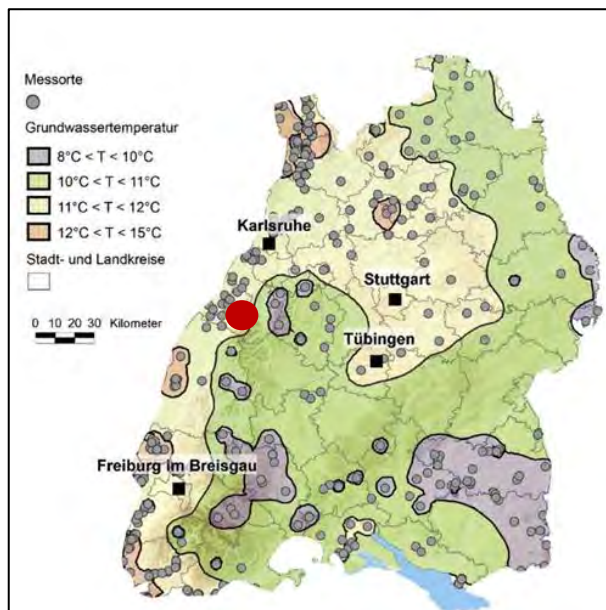 Messorte
Grundwassertemperatur
8°C < T < 10°C
10°C < T < 11°C
11°C < T < 12°C
12°C < T < 15°C
Stadt- und Landkreise
0 10 20 30 Kilometer
Karlsruhe
Stuttgart
Tübingen
Freiburg im Breisgau